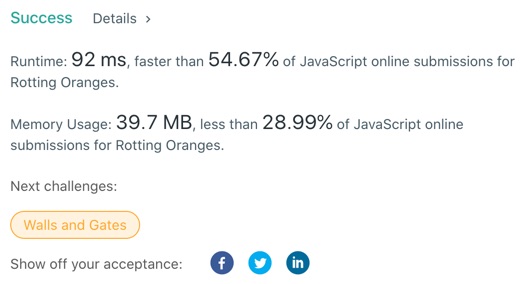 Success Details >
Runtime: 92 ms, faster than 54.67% of JavaScript online submissions for
Rotting Oranges.
Memory Usage: 39.7 MB, less than 28.99% of JavaScript online
submissions for Rotting Oranges.
Next challenges:
Walls and Gates
Show off your acceptance: f in